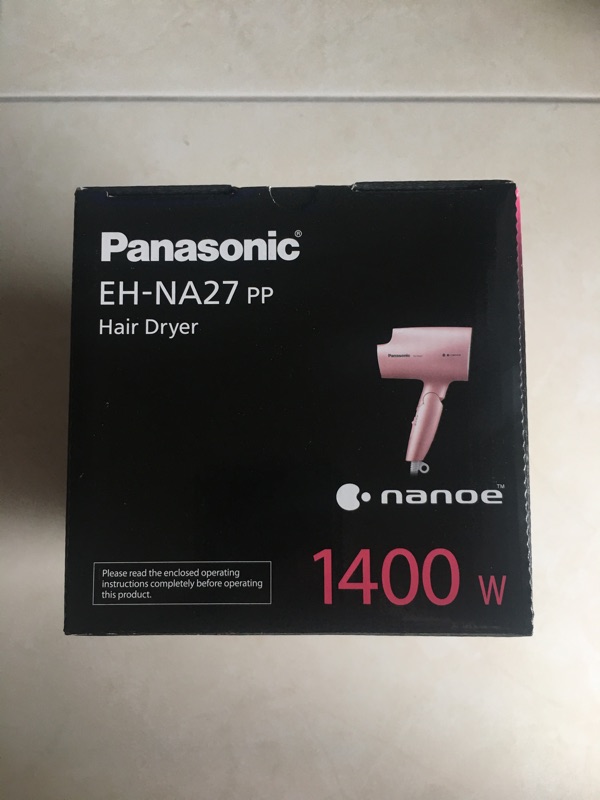 Panasonic®
EH-NA27 PP
Hair Dryer
Panasonic
nanoe™
Please read the enclosed operating
instructions completely before operating
this product.
1400 W